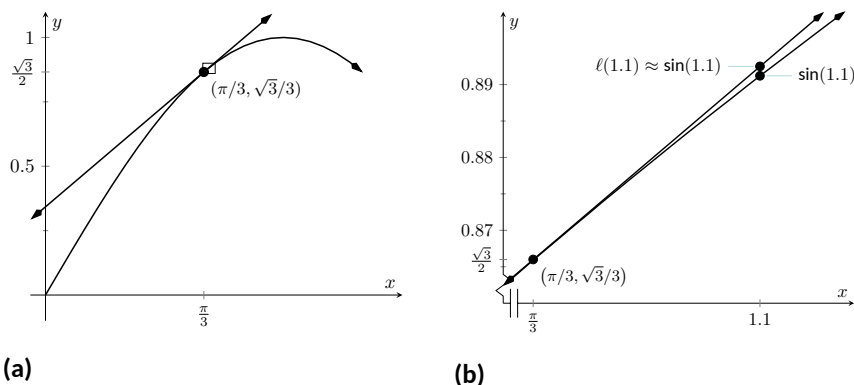 y
1
√3/2
(π/3, √3/3)
0.5
x
π/3
(a)
y
ℓ(1.1) ≈ sin(1.1)
sin(1.1)
0.89
0.88
0.87
√3/2
(π/3, √3/3)
x
π/3
1.1
(b)